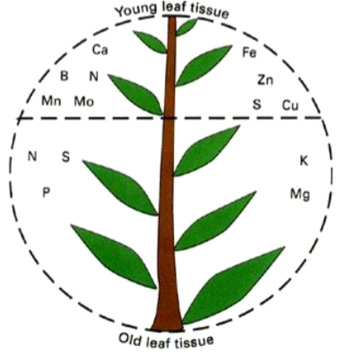 Young leaf tissue
Ca
Fe
B N
Zn
Mn Mo
S Cu
N S
K
P
Mg
Old leaf tissue